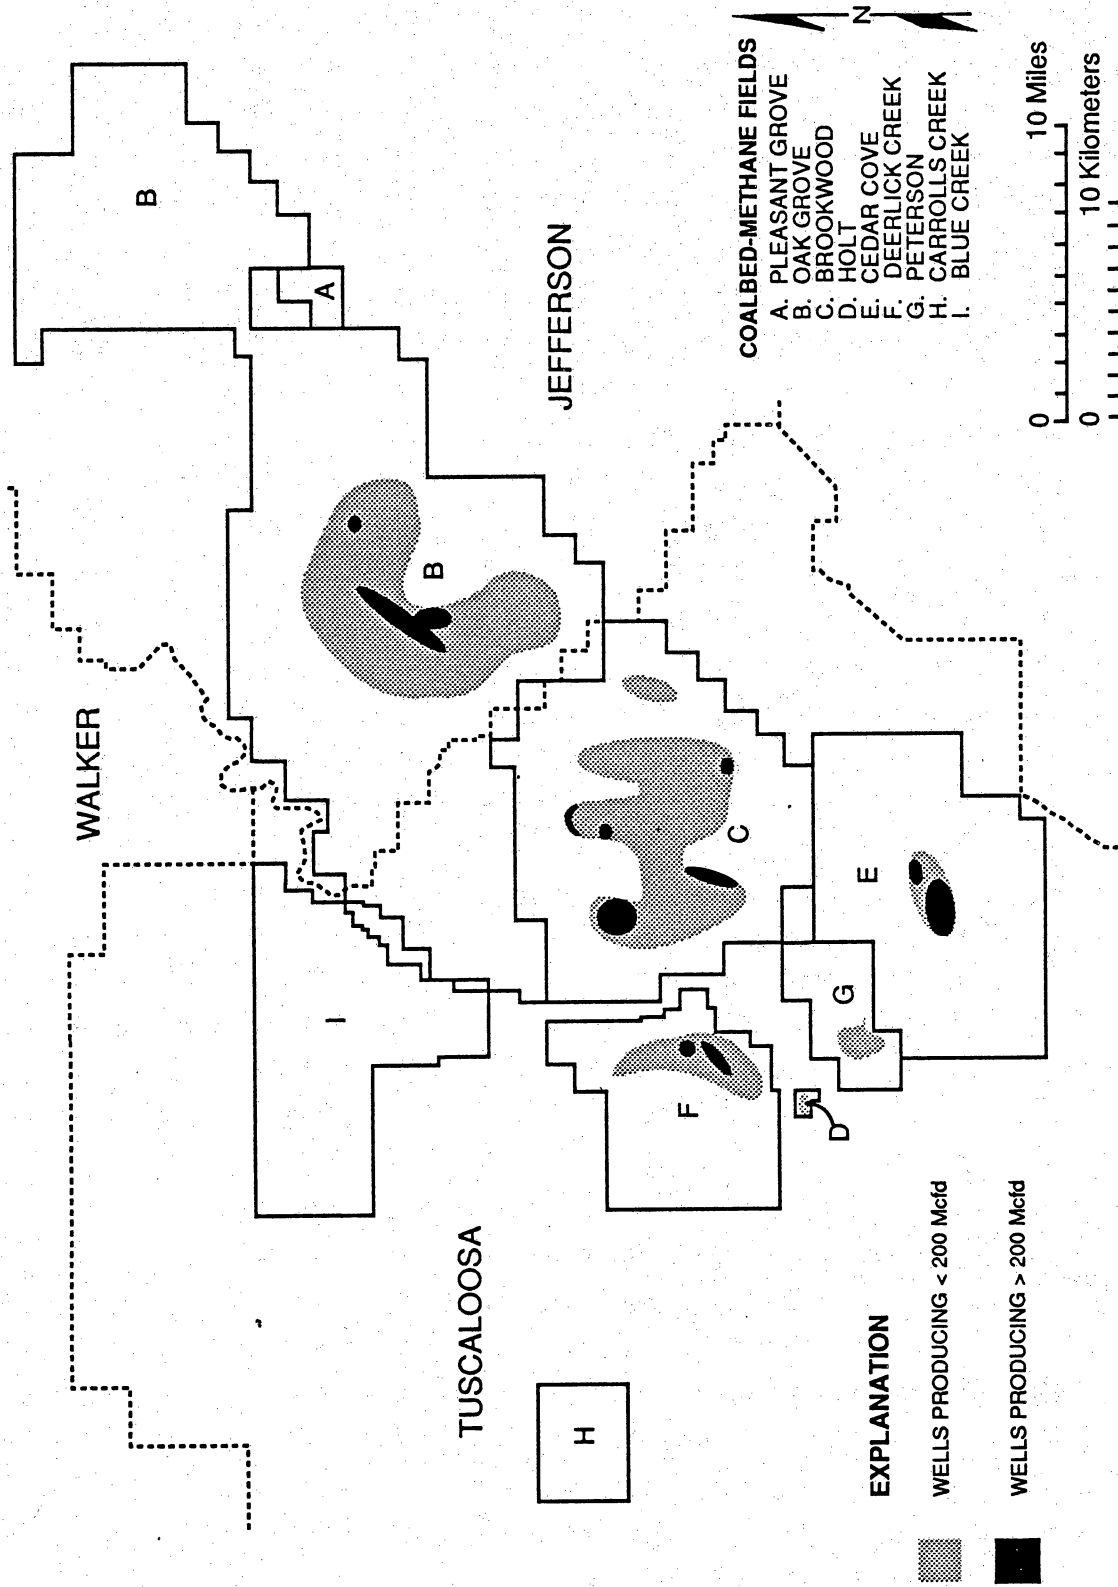 WALKER
B
A
JEFFERSON
B
I
C
TUSCALOOSA
F
G
E
D
H
N
COALBED-METHANE FIELDS
A. PLEASANT GROVE
B. OAK GROVE
C. BROOKWOOD
D. HOLT
E. CEDAR COVE
F. DEERLICK CREEK
G. PETERSON
H. CARROLLS CREEK
I. BLUE CREEK
0 10 Miles
0 10 Kilometers
EXPLANATION
WELLS PRODUCING < 200 Mcfd
WELLS PRODUCING > 200 Mcfd